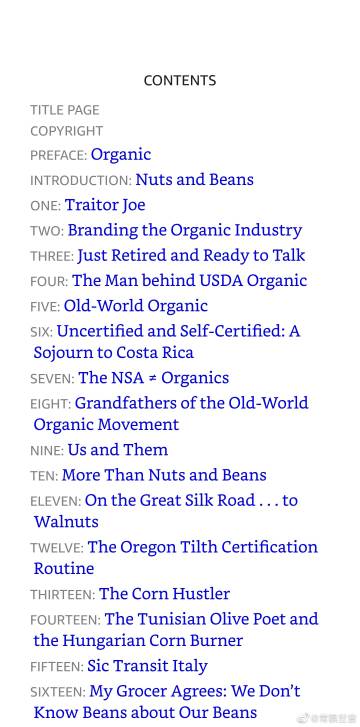 CONTENTS
TITLE PAGE
COPYRIGHT
PREFACE: Organic
INTRODUCTION: Nuts and Beans
ONE: Traitor Joe
TWO: Branding the Organic Industry
THREE: Just Retired and Ready to Talk
FOUR: The Man behind USDA Organic
FIVE: Old-World Organic
SIX: Uncertified and Self-Certified: A
Sojourn to Costa Rica
SEVEN: The NSA ≠ Organics
EIGHT: Grandfathers of the Old-World
Organic Movement
NINE: Us and Them
TEN: More Than Nuts and Beans
ELEVEN: On the Great Silk Road . . . to
Walnuts
TWELVE: The Oregon Tilth Certification
Routine
THIRTEEN: The Corn Hustler
FOURTEEN: The Tunisian Olive Poet and
the Hungarian Corn Burner
FIFTEEN: Sic Transit Italy
SIXTEEN: My Grocer Agrees: We Don’t
Know Beans about Our Beans